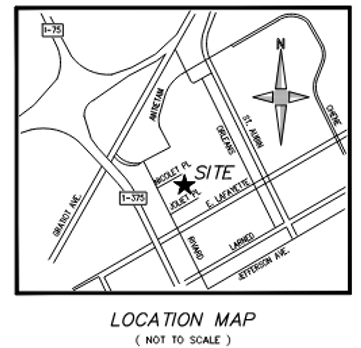 I-75
N
ANTIETAM
ORLEANS
ST. AUBIN
CHENE
NICOLET PL
SITE
JOLIET PL
I-375
E. LAFAYETTE
GRATIOT AVE.
RIVARD
LARNED
JEFFERSON AVE.
LOCATION MAP
( NOT TO SCALE )